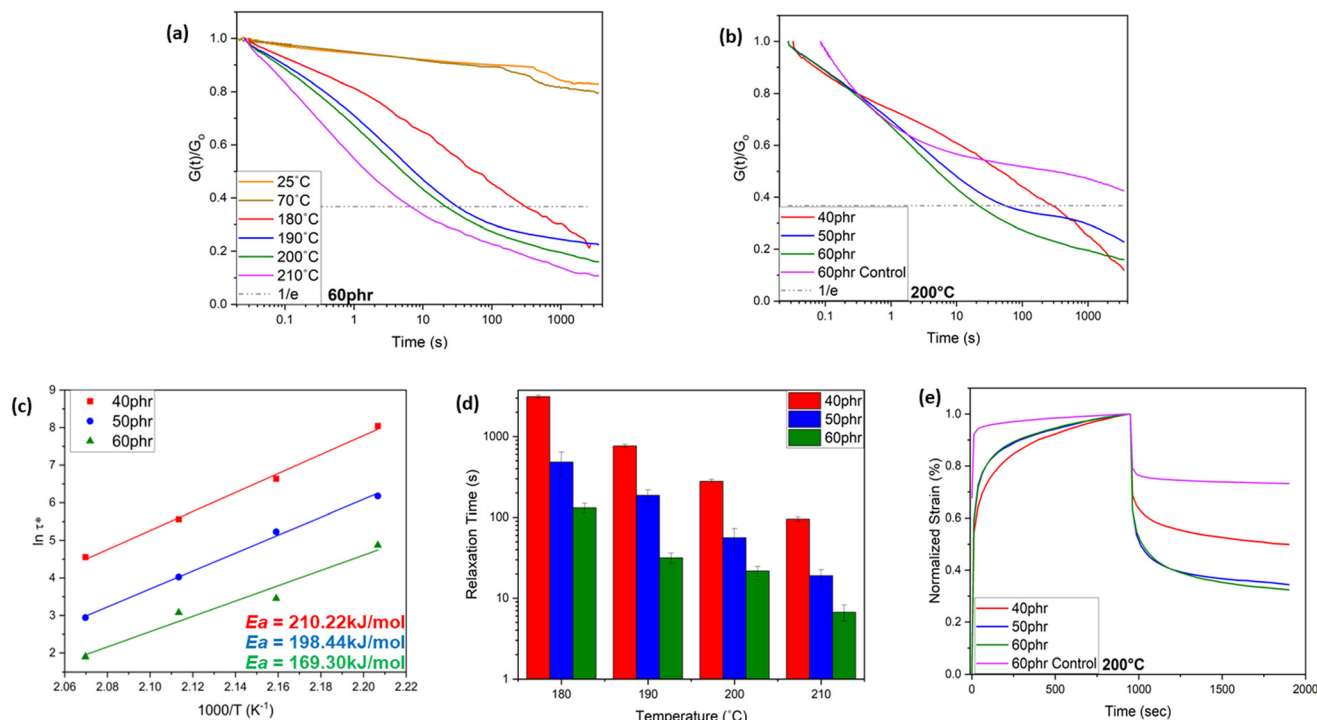 (a)
G(t)/Go
1.0
0.8
0.6
0.4
0.2
0.0
25°C
70°C
180°C
190°C
200°C
210°C
1/e
60phr
0.1 1 10 100 1000
Time (s)
(b)
G(t)/Go
1.0
0.8
0.6
0.4
0.2
0.0
40phr
50phr
60phr
60phr Control
1/e
200°C
0.1 1 10 100 1000
Time (s)
(c)
ln τ*
9
8
7
6
5
4
3
2
40phr
50phr
60phr
Ea = 210.22kJ/mol
Ea = 198.44kJ/mol
Ea = 169.30kJ/mol
2.06 2.08 2.10 2.12 2.14 2.16 2.18 2.20 2.22
1000/T (K-1)
(d)
Relaxation Time (s)
1000
100
10
1
40phr
50phr
60phr
180 190 200 210
Temperature (°C)
(e)
Normalized Strain (%)
1.0
0.8
0.6
0.4
0.2
0.0
40phr
50phr
60phr
60phr Control
200°C
0 500 1000 1500 2000
Time (sec)